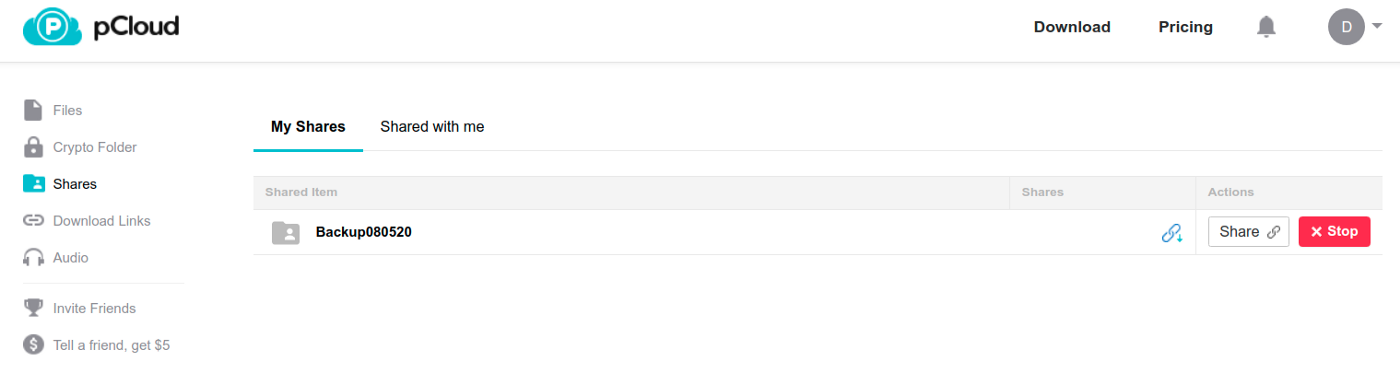 pCloud
Download Pricing D
Files
Crypto Folder
Shares
Download Links
Audio
Invite Friends
Tell a friend, get $5
My Shares Shared with me
Shared Item Shares Actions
Backup080520 Share Stop